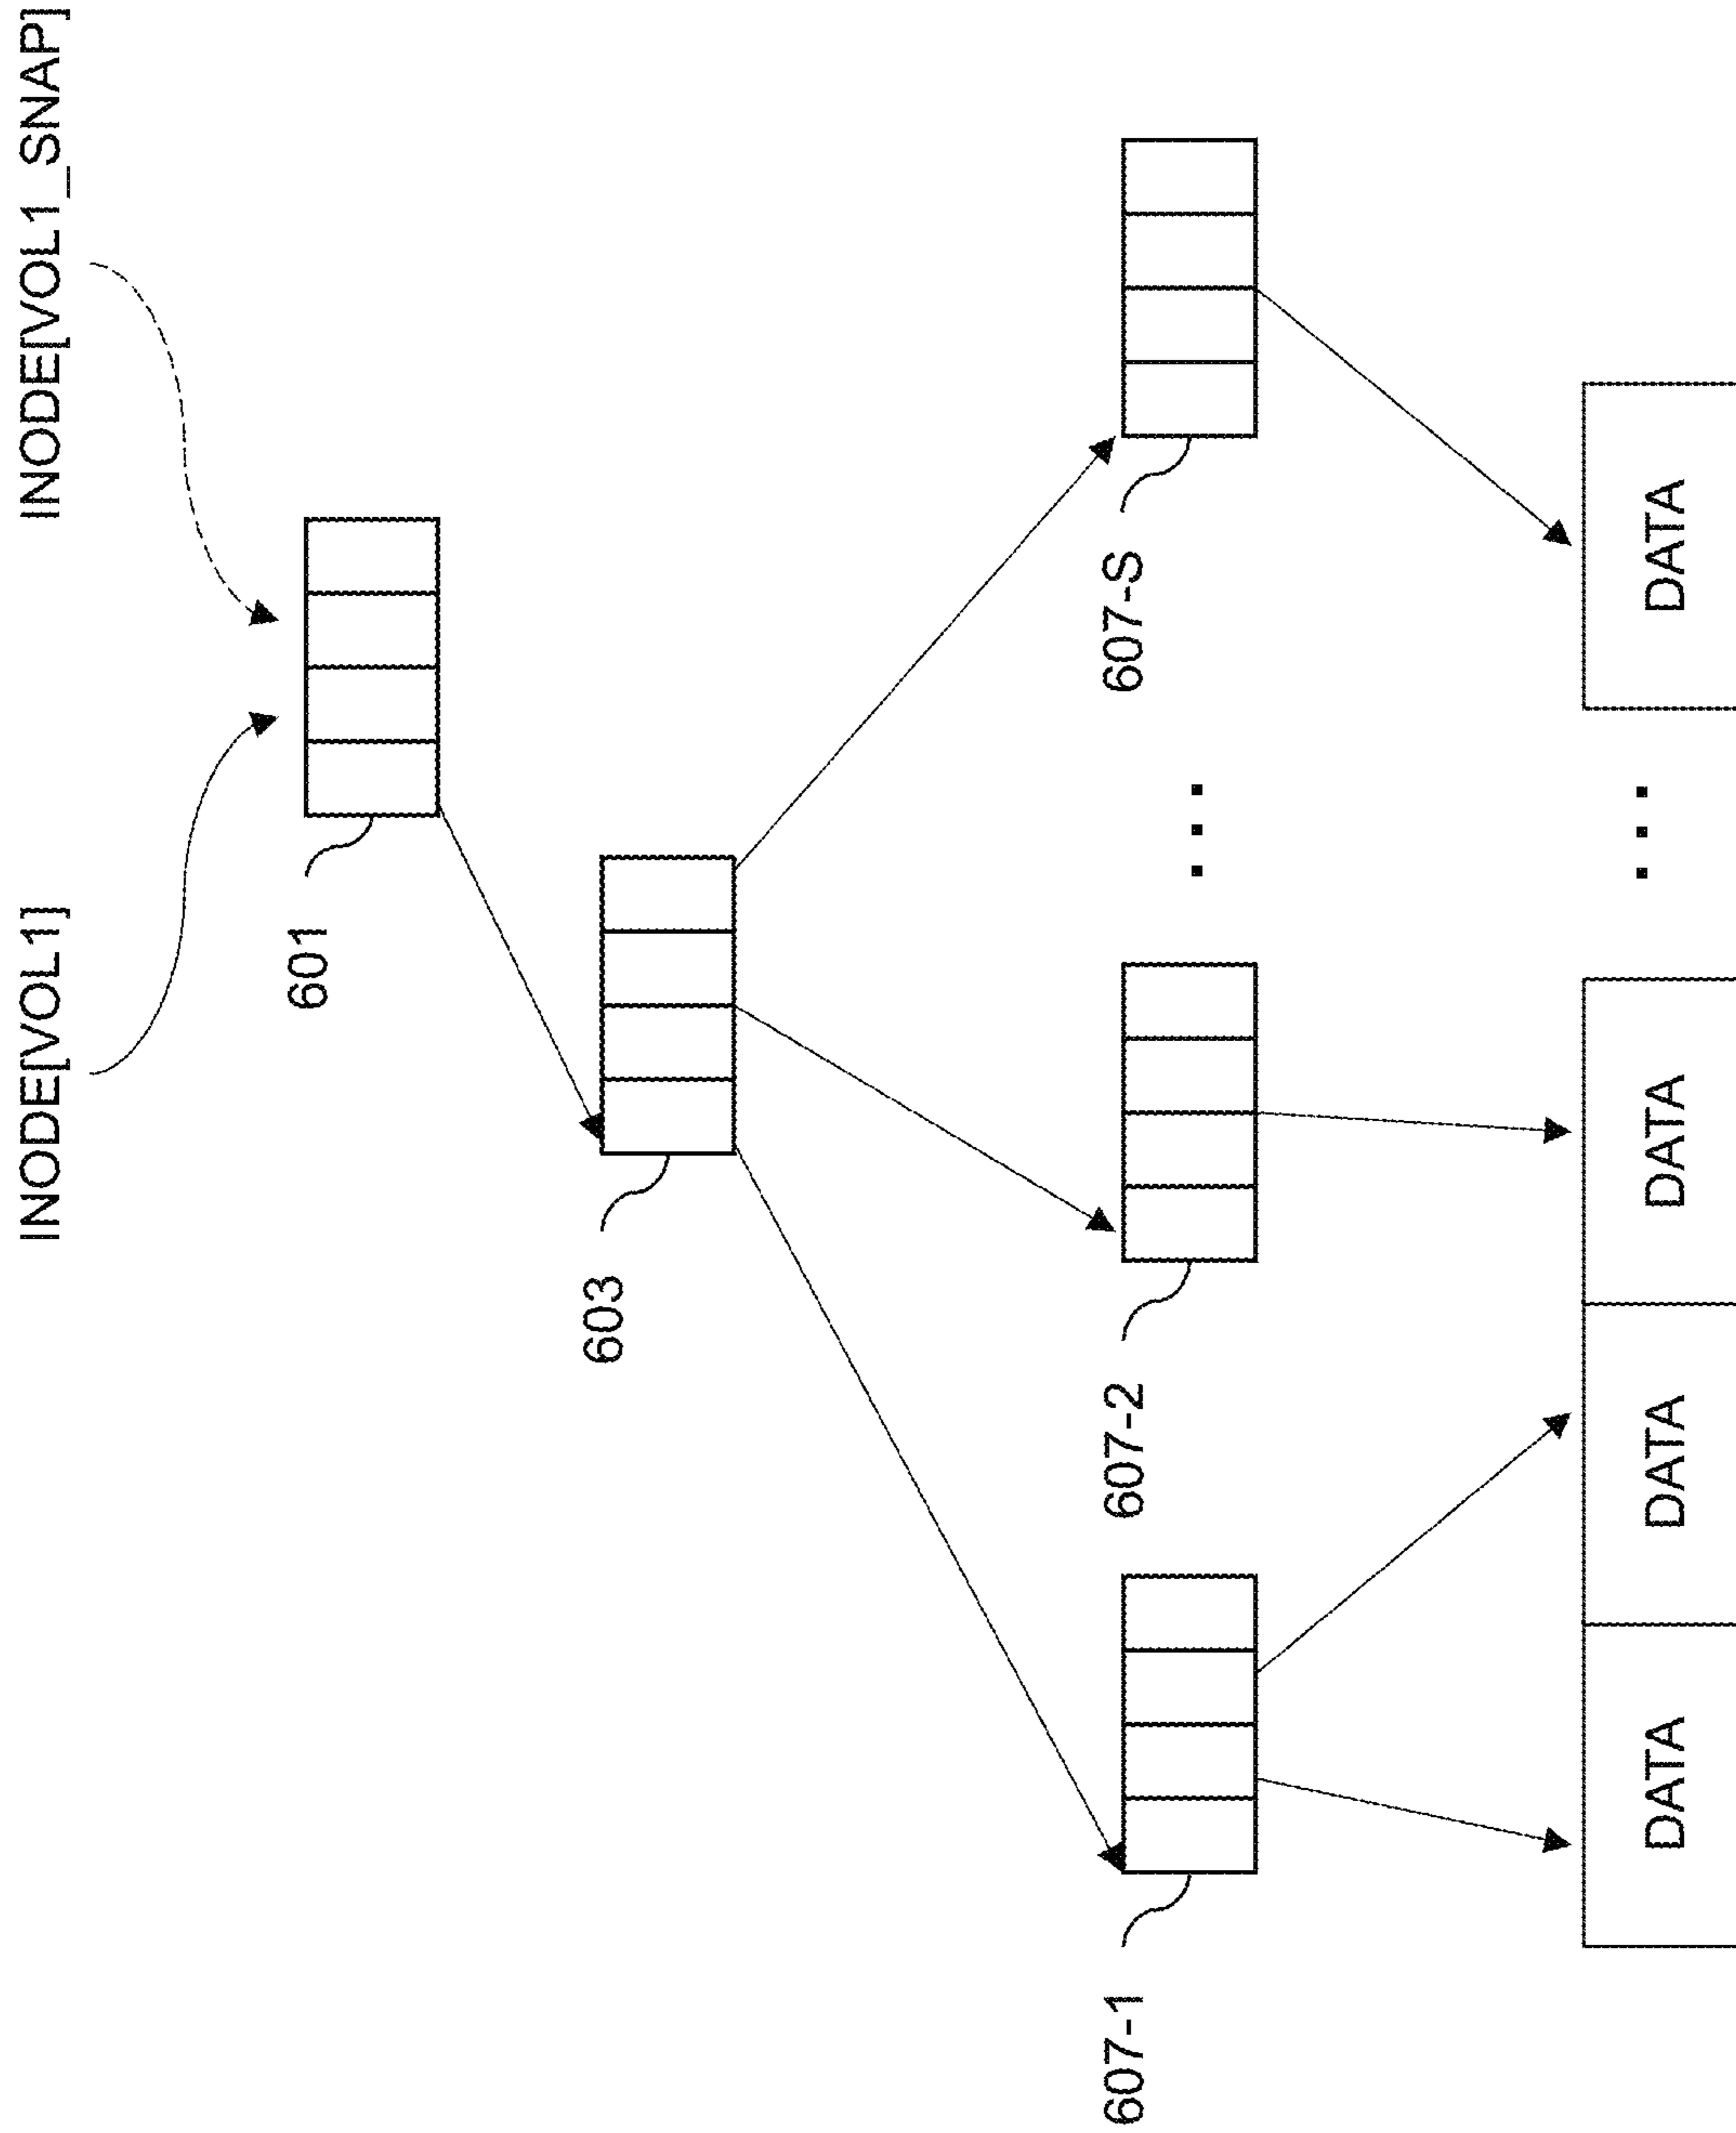 INODE[VOL1]
INODE[VOL1_SNAP]
601
603
607-1
607-2
607-S
DATA
DATA
DATA
DATA